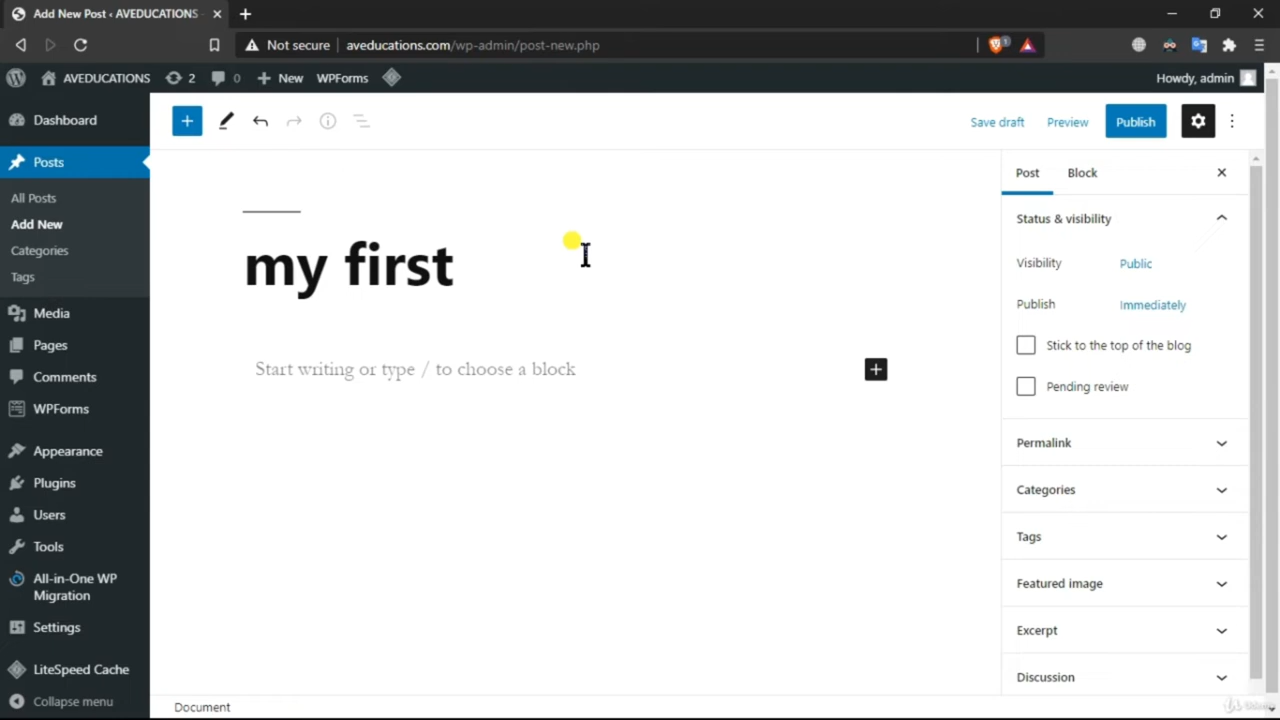 Add New Post ‹ AVEDUCATIONS
Not secure
aveducations.com/wp-admin/post-new.php
1
AVEDUCATIONS
2
0
New
WPForms
Howdy, admin
Dashboard
Posts
All Posts
Add New
Categories
Tags
Media
Pages
Comments
WPForms
Appearance
Plugins
Users
Tools
All-in-One WP
Migration
Settings
LiteSpeed Cache
Collapse menu
Save draft
Preview
Publish
my first
Start writing or type / to choose a block
Document
Post
Block
Status & visibility
Visibility
Public
Publish
Immediately
Stick to the top of the blog
Pending review
Permalink
Categories
Tags
Featured image
Excerpt
Discussion